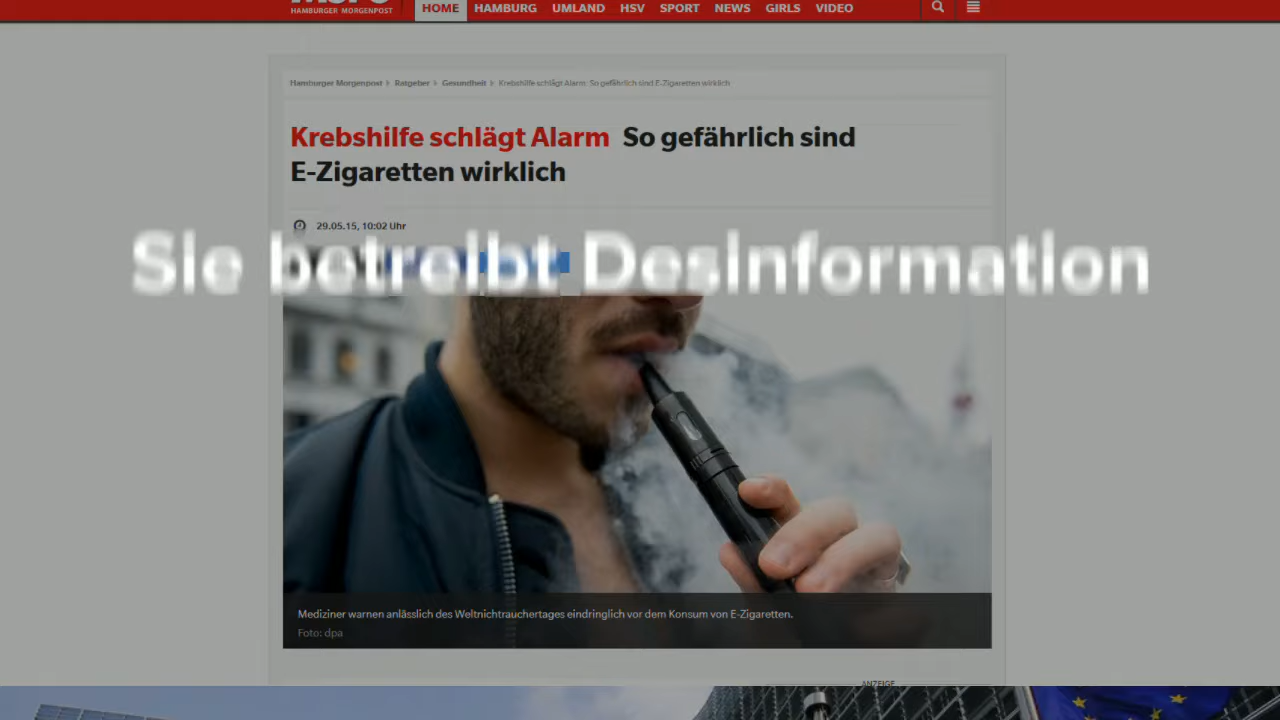 HAMBURGER MORGENPOST
HOME HAMBURG UMLAND HSV SPORT NEWS GIRLS VIDEO
Hamburger Morgenpost Ratgeber Gesundheit Krebshilfe schlägt Alarm: So gefährlich sind E-Zigaretten wirklich
Krebshilfe schlägt Alarm So gefährlich sind
E-Zigaretten wirklich
29.05.15, 10:02 Uhr
Sie betreibt Desinformation
Mediziner warnen anlässlich des Weltnichtrauchertages eindringlich vor dem Konsum von E-Zigaretten.
Foto: dpa
ANZEIGE